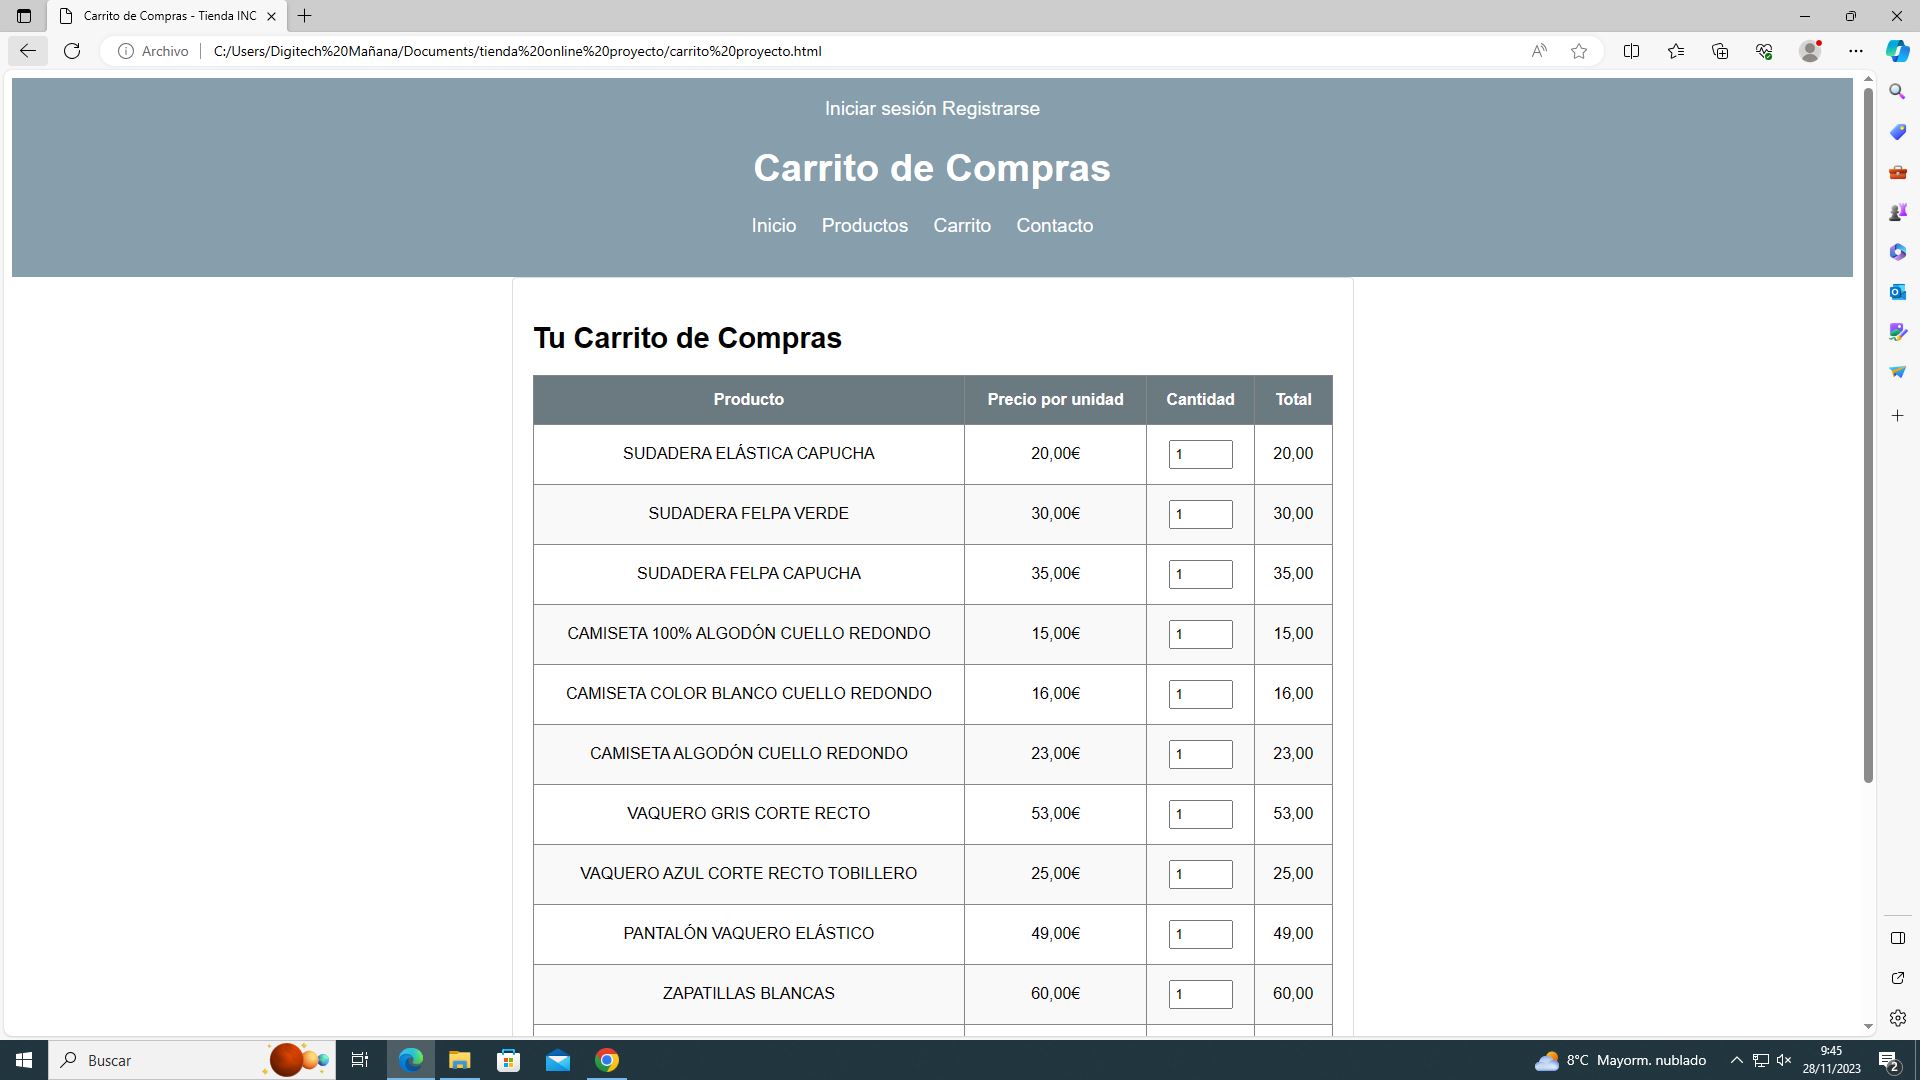 Carrito de Compras - Tienda INC
Archivo
C:/Users/Digitech%20Mañana/Documents/tienda%20online%20proyecto/carrito%20proyecto.html
Iniciar sesión Registrarse
Carrito de Compras
Inicio Productos Carrito Contacto
Tu Carrito de Compras
Producto Precio por unidad Cantidad Total
SUDADERA ELÁSTICA CAPUCHA 20,00€ 1 20,00
SUDADERA FELPA VERDE 30,00€ 1 30,00
SUDADERA FELPA CAPUCHA 35,00€ 1 35,00
CAMISETA 100% ALGODÓN CUELLO REDONDO 15,00€ 1 15,00
CAMISETA COLOR BLANCO CUELLO REDONDO 16,00€ 1 16,00
CAMISETA ALGODÓN CUELLO REDONDO 23,00€ 1 23,00
VAQUERO GRIS CORTE RECTO 53,00€ 1 53,00
VAQUERO AZUL CORTE RECTO TOBILLERO 25,00€ 1 25,00
PANTALÓN VAQUERO ELÁSTICO 49,00€ 1 49,00
ZAPATILLAS BLANCAS 60,00€ 1 60,00
Buscar
8°C Mayorm. nublado
9:45
28/11/2023
2